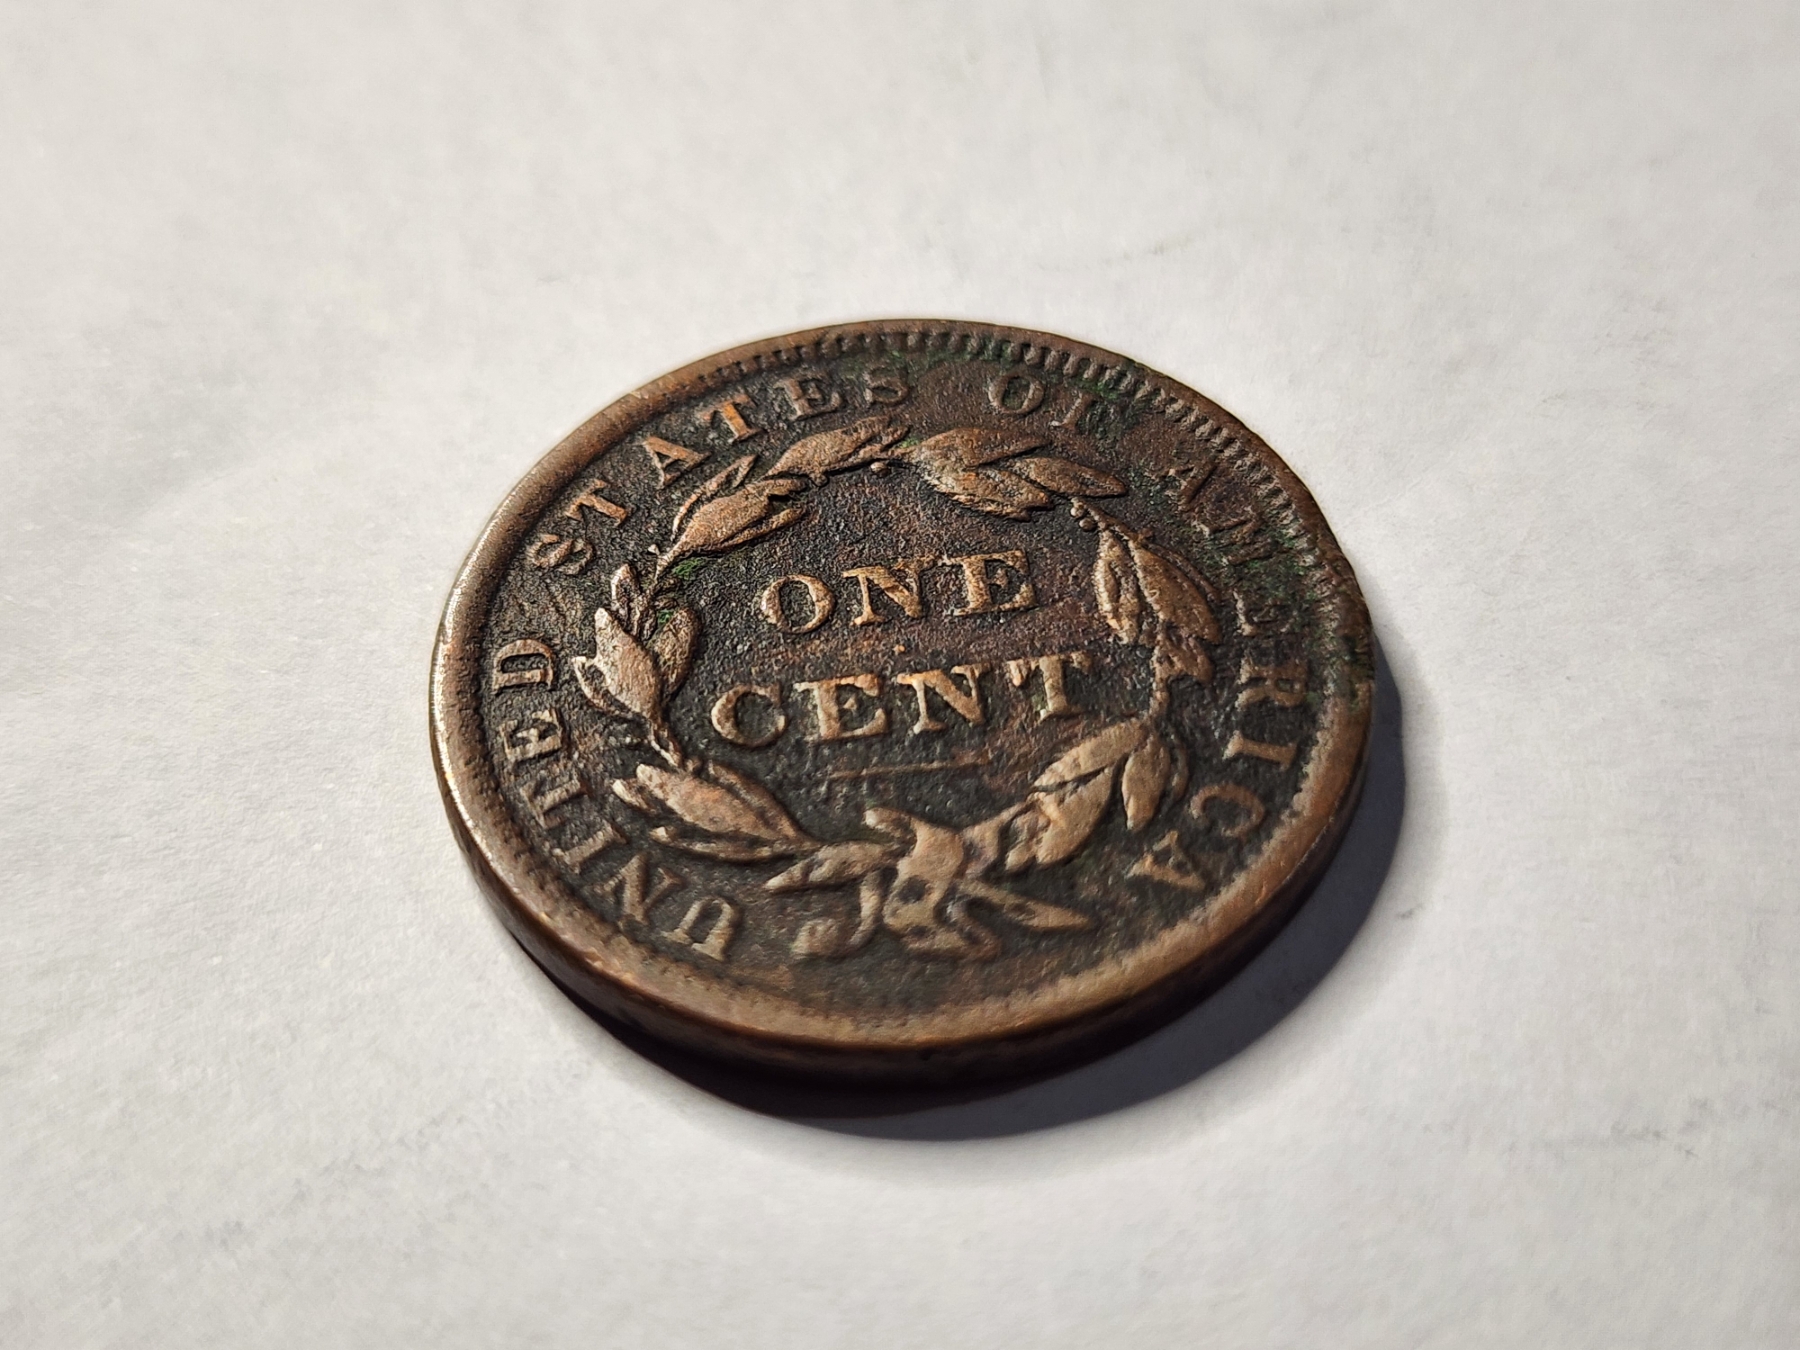 UNITED STATES OF AMERICA
ONE
CENT